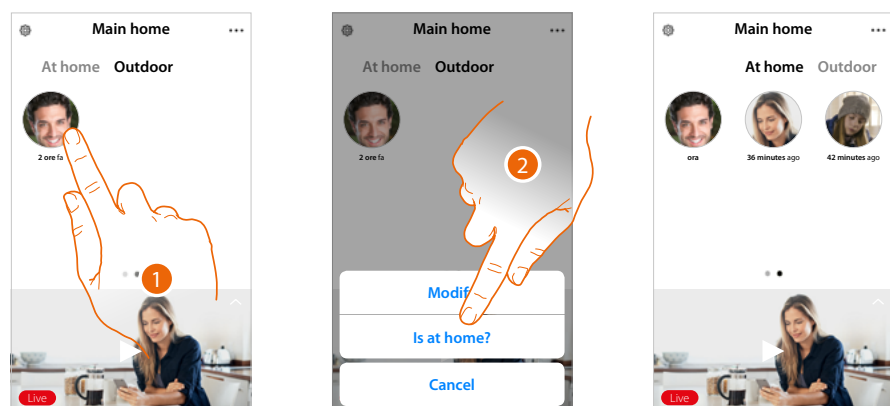 Main home
At home Outdoor
2 ore fa
1
Live
Main home
At home Outdoor
2 ore fa
2
Modif
Is at home?
Cancel
Main home
At home Outdoor
ora
36 minutes ago
42 minutes ago
Live